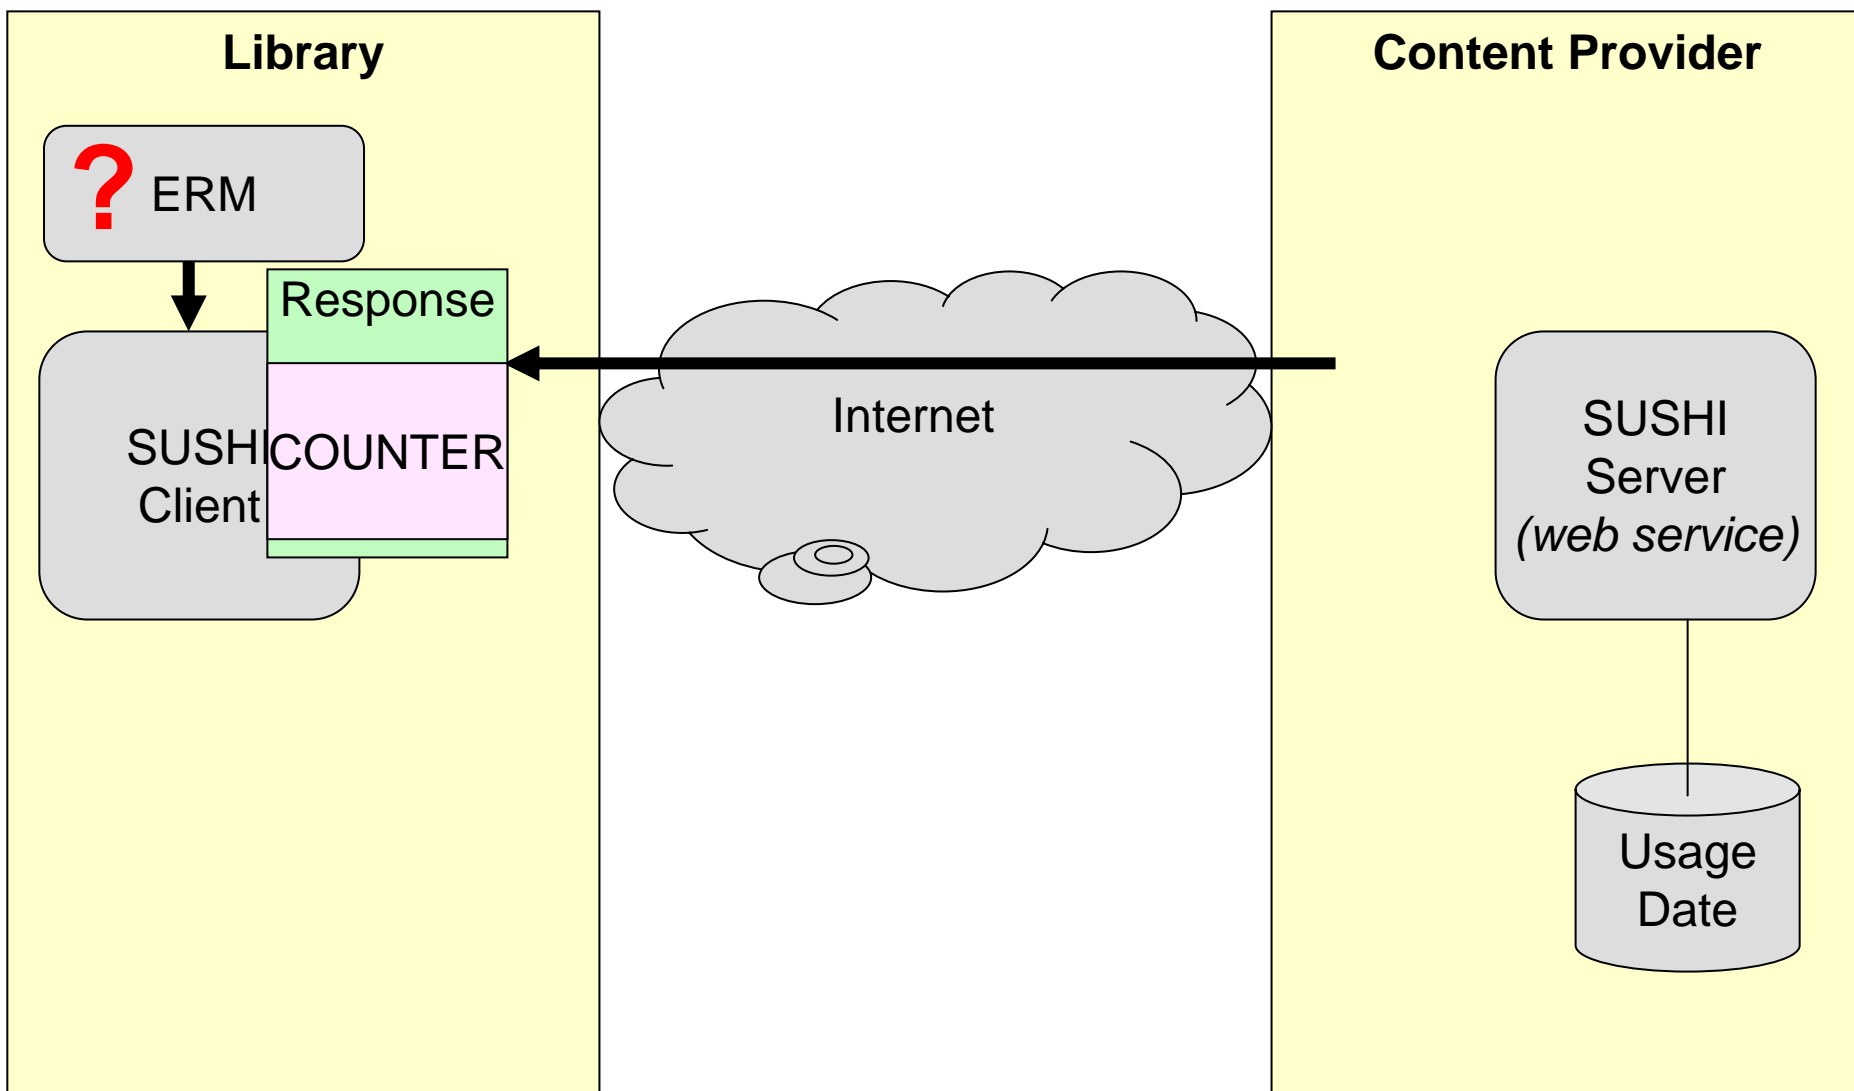 Library
? ERM
Response
SUSHI
Client
COUNTER
Internet
Content Provider
SUSHI
Server
(web service)
Usage
Date